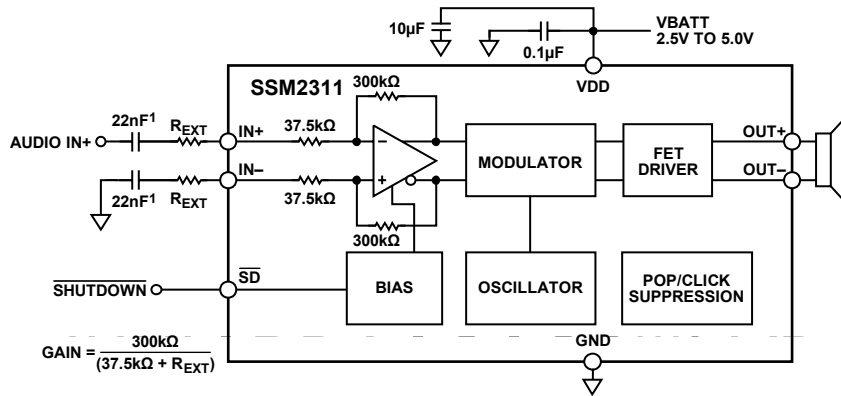 10µF
0.1µF
VBATT
2.5V TO 5.0V
VDD
SSM2311
300kΩ
22nF1
REXT
IN+
37.5kΩ
AUDIO IN+
−
MODULATOR
FET
DRIVER
OUT+
22nF1
REXT
IN−
37.5kΩ
+
OUT−
300kΩ
SHUTDOWN
SD
BIAS
OSCILLATOR
POP/CLICK
SUPPRESSION
GAIN = 300kΩ
(37.5kΩ + REXT)
GND